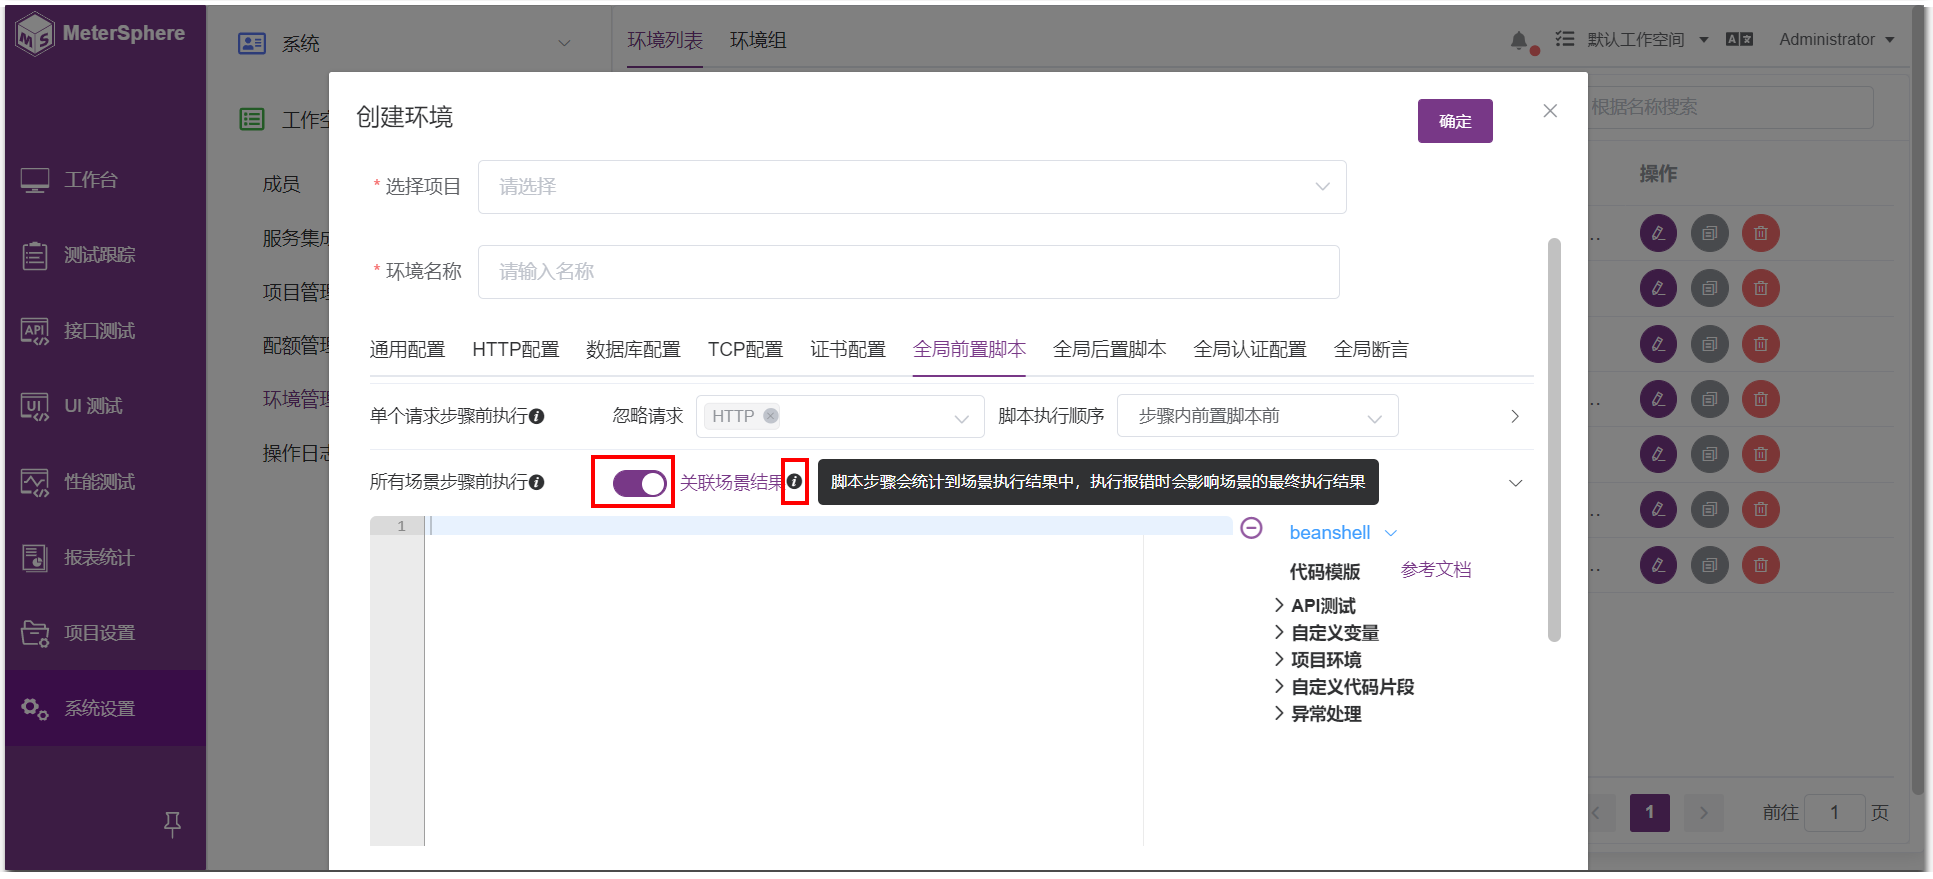 MeterSphere
系统
环境列表
环境组
默认工作空间
Administrator
工作空
根据名称搜索
创建环境
确定
* 选择项目
请选择
操作
工作台
成员
测试跟踪
服务集成
* 环境名称
请输入名称
项目管理
接口测试
配额管理
通用配置
HTTP配置
数据库配置
TCP配置
证书配置
全局前置脚本
全局后置脚本
全局认证配置
全局断言
UI 测试
环境管理
单个请求步骤前执行
忽略请求
HTTP
脚本执行顺序
步骤内前置脚本前
操作日志
性能测试
所有场景步骤前执行
关联场景结果
脚本步骤会统计到场景执行结果中，执行报错时会影响场景的最终执行结果
1
beanshell
报表统计
代码模版
参考文档
API测试
自定义变量
项目设置
项目环境
自定义代码片段
系统设置
异常处理
1
前往
1
页